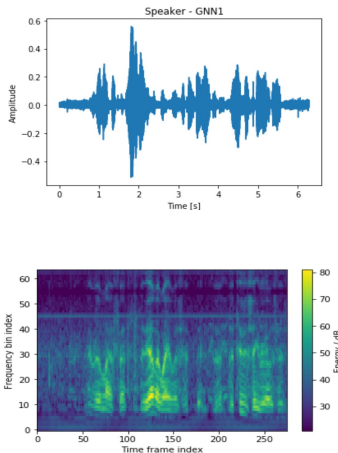 Speaker - GNN1
0.6
0.4
0.2
0.0
−0.2
−0.4
Amplitude
0 1 2 3 4 5 6
Time [s]
60
50
40
30
20
10
0
Frequency bin index
0 50 100 150 200 250
Time frame index
80
70
60
50
40
30
Energy / dB